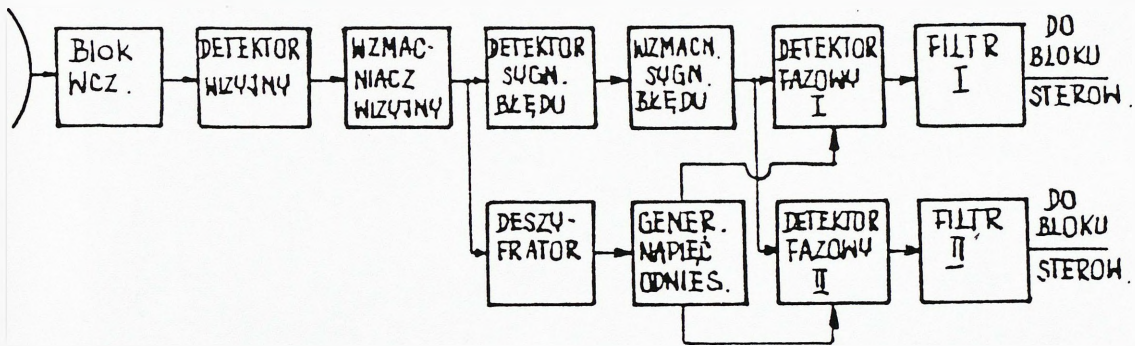 Blok
WCZ.
DETEKTOR
WIZYJNY
WZMAC-
NIACZ
WIZYJNY
DETEKTOR
SYGN.
BŁĘDU
WZMACN.
SYGN.
BŁĘDU
DETEKTOR
FAZOWY
I
FILTR
I
DO
BLOKU
STEROW.
DESZY-
FRATOR
GENER.
NAPIĘĆ
ODNIES.
DETEKTOR
FAZOWY
II
FILTR
II
DO
BLOKU
STEROW.